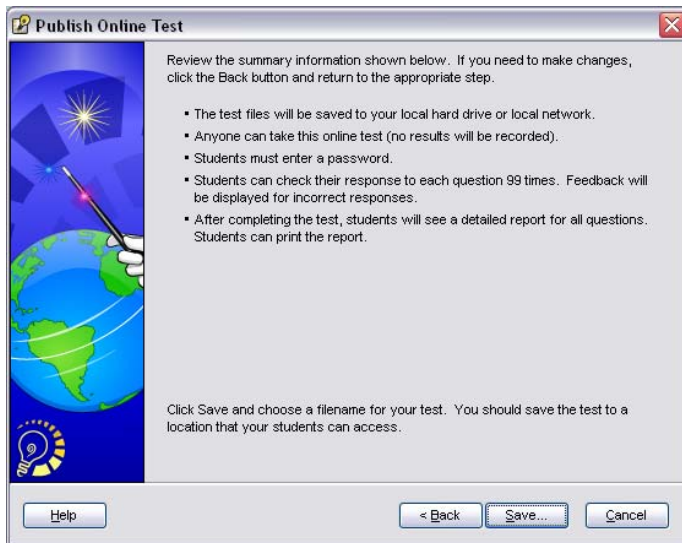 Publish Online Test
Review the summary information shown below. If you need to make changes,
click the Back button and return to the appropriate step.
▪ The test files will be saved to your local hard drive or local network.
▪ Anyone can take this online test (no results will be recorded).
▪ Students must enter a password.
▪ Students can check their response to each question 99 times. Feedback will
be displayed for incorrect responses.
▪ After completing the test, students will see a detailed report for all questions.
Students can print the report.
Click Save and choose a filename for your test. You should save the test to a
location that your students can access.
Help
< Back
Save...
Cancel